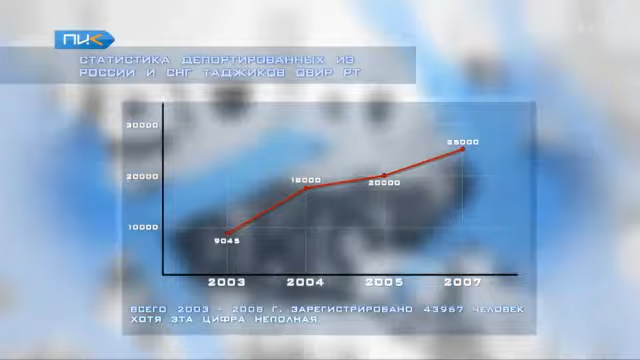 ПИК
СТАТИСТИКА ДЕПОРТИРОВАННЫХ ИЗ
РОССИИ И СНГ ТАДЖИКОВ ОВИР РТ
30000
25000
20000
18000
20000
10000
9045
2003 2004 2005 2007
ВСЕГО 2003 - 2008 Г. ЗАРЕГИСТРИРОВАНО 43967 ЧЕЛОВЕК
ХОТЯ ЭТА ЦИФРА НЕПОЛНАЯ.